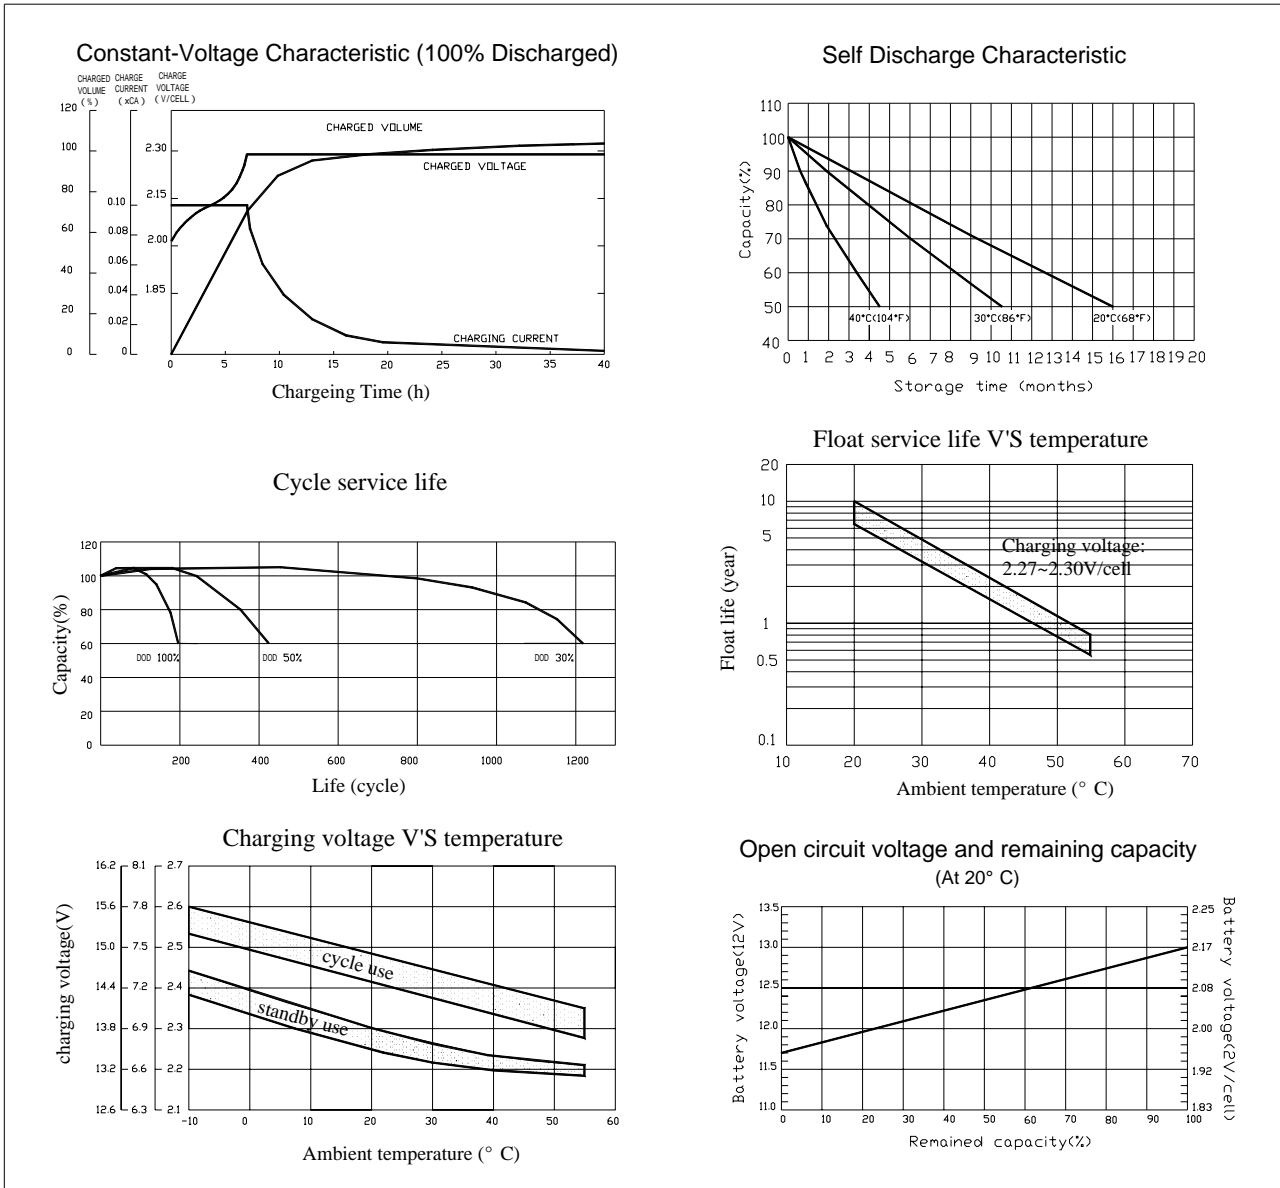 Constant-Voltage Characteristic (100% Discharged)
CHARGED CHARGE CHARGE
VOLUME CURRENT VOLTAGE
(%) (xCA) (V/CELL)
CHARGED VOLUME
CHARGED VOLTAGE
CHARGING CURRENT
120
100
80
60
40
20
0
0.10
0.08
0.06
0.04
0.02
0
2.30
2.15
2.00
1.85
0 5 10 15 20 25 30 35 40
Chargeing Time (h)
Self Discharge Characteristic
110
100
90
80
70
60
50
40
Capacity(%)
40°C(104°F) 30°C(86°F) 20°C(68°F)
0 1 2 3 4 5 6 7 8 9 10 11 12 13 14 15 16 17 18 19 20
Storage time (months)
Cycle service life
120
100
80
60
40
20
0
Capacity(%)
DOD 100% DOD 50% DOD 30%
200 400 600 800 1000 1200
Life (cycle)
Float service life V'S temperature
20
10
5
1
0.5
0.1
Float life (year)
Charging voltage:
2.27~2.30V/cell
10 20 30 40 50 60 70
Ambient temperature (° C)
Charging voltage V'S temperature
16.2 8.1 2.7
15.6 7.8 2.6
15.0 7.5 2.5
14.4 7.2 2.4
13.8 6.9 2.3
13.2 6.6 2.2
12.6 6.3 2.1
charging voltage(V)
cycle use
standby use
-10 0 10 20 30 40 50 60
Ambient temperature (° C)
Open circuit voltage and remaining capacity
(At 20° C)
13.5
13.0
12.5
12.0
11.5
11.0
Battery voltage(12V)
2.25
2.17
2.08
2.00
1.92
1.83
Battery voltage(2V/cell)
0 10 20 30 40 50 60 70 80 90 100
Remained capacity(%)